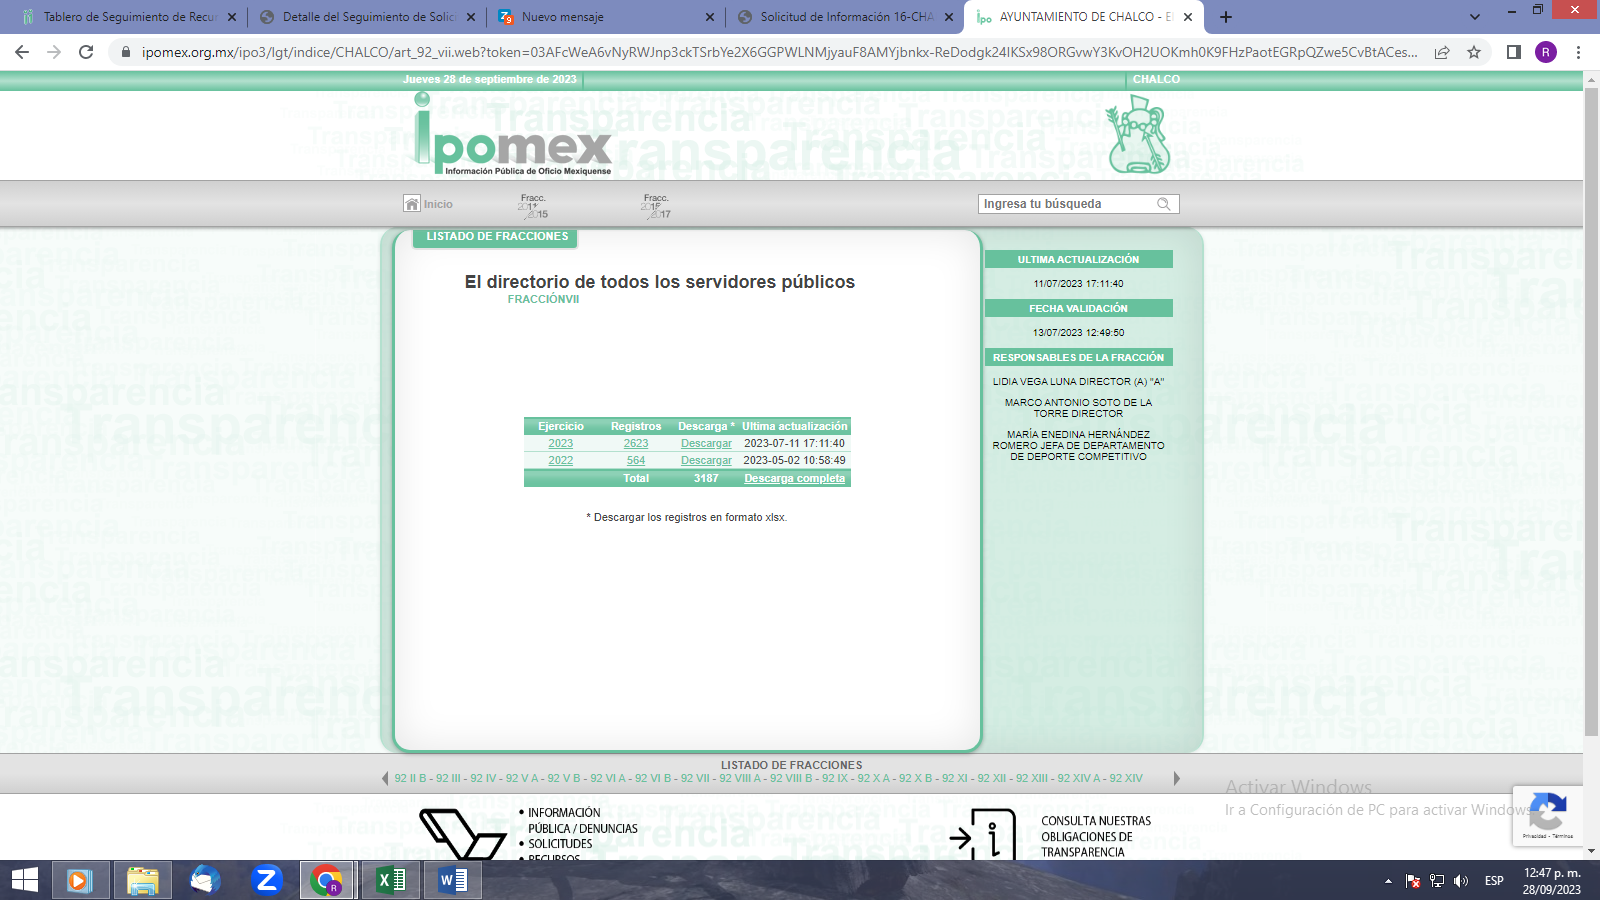 Tablero de Seguimiento de Recur
Detalle del Seguimiento de Solici
Nuevo mensaje
Solicitud de Información 16-CHA
AYUNTAMIENTO DE CHALCO - El
ipomex.org.mx/ipo3/lgt/indice/CHALCO/art_92_vii.web?token=03AFcWeA6vNyRWJnp3ckTSrbYe2X6GGPWLNMjyauF8AMYjbnkx-ReDodgk24IKSx98ORGvwY3KvOH2UOKmh0K9FHzPaotEGRpQZwe5CvBtACes...
R
Jueves 28 de septiembre de 2023
CHALCO
ipomex
Información Pública de Oficio Mexiquense
Inicio
Fracc.
2015
Fracc.
2017
Ingresa tu búsqueda
LISTADO DE FRACCIONES
El directorio de todos los servidores públicos
FRACCIÓNVII
Ejercicio Registros Descarga * Ultima actualización
2023 2623 Descargar 2023-07-11 17:11:40
2022 564 Descargar 2023-05-02 10:58:49
Total 3187 Descarga completa
* Descargar los registros en formato xlsx.
ULTIMA ACTUALIZACIÓN
11/07/2023 17:11:40
FECHA VALIDACIÓN
13/07/2023 12:49:50
RESPONSABLES DE LA FRACCIÓN
LIDIA VEGA LUNA DIRECTOR (A) "A"
MARCO ANTONIO SOTO DE LA
TORRE DIRECTOR
MARÍA ENEDINA HERNÁNDEZ
ROMERO JEFA DE DEPARTAMENTO
DE DEPORTE COMPETITIVO
LISTADO DE FRACCIONES
92 II B - 92 III - 92 IV - 92 V A - 92 V B - 92 VI A - 92 VI B - 92 VII - 92 VIII A - 92 VIII B - 92 IX - 92 X A - 92 X B - 92 XI - 92 XII - 92 XIII - 92 XIV A - 92 XIV
• INFORMACIÓN
PÚBLICA / DENUNCIAS
• SOLICITUDES
• RECURSOS
CONSULTA NUESTRAS
OBLIGACIONES DE
TRANSPARENCIA
Activar Windows
Ir a Configuración de PC para activar Windows
Privacidad - Términos
ESP
12:47 p. m.
28/09/2023